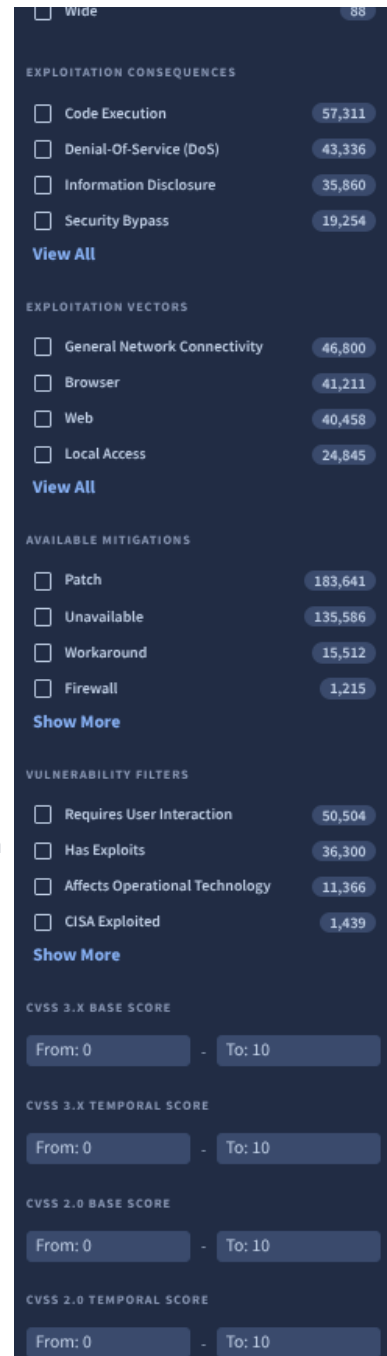 Wide 88
EXPLOITATION CONSEQUENCES
Code Execution 57,311
Denial-Of-Service (DoS) 43,336
Information Disclosure 35,860
Security Bypass 19,254
View All
EXPLOITATION VECTORS
General Network Connectivity 46,800
Browser 41,211
Web 40,458
Local Access 24,845
View All
AVAILABLE MITIGATIONS
Patch 183,641
Unavailable 135,586
Workaround 15,512
Firewall 1,215
Show More
VULNERABILITY FILTERS
Requires User Interaction 50,504
Has Exploits 36,300
Affects Operational Technology 11,366
CISA Exploited 1,439
Show More
CVSS 3.X BASE SCORE
From: 0 - To: 10
CVSS 3.X TEMPORAL SCORE
From: 0 - To: 10
CVSS 2.0 BASE SCORE
From: 0 - To: 10
CVSS 2.0 TEMPORAL SCORE
From: 0 - To: 10